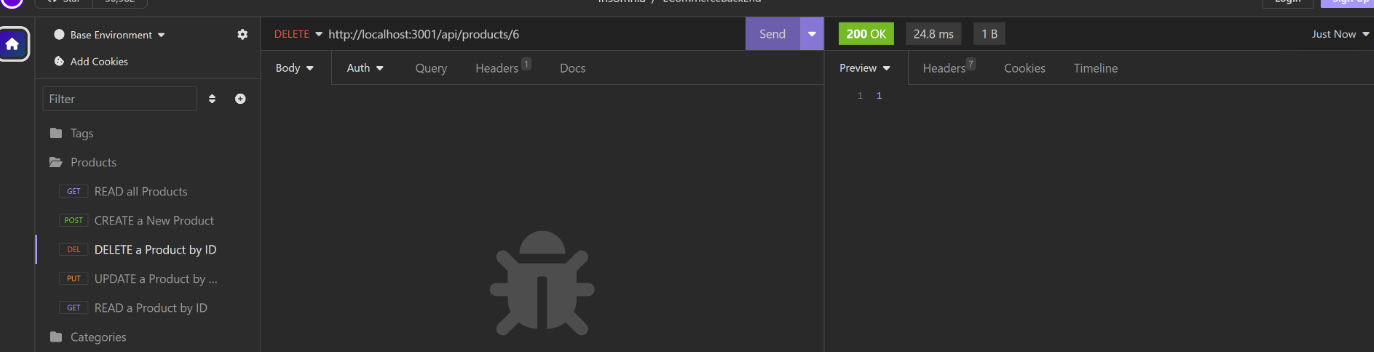 Insomnia / ECommerceBackEnd
Star
Login
Sign Up
Base Environment
Add Cookies
Filter
Tags
Products
GET READ all Products
POST CREATE a New Product
DEL DELETE a Product by ID
PUT UPDATE a Product by ...
GET READ a Product by ID
Categories
DELETE http://localhost:3001/api/products/6 Send
Body Auth Query Headers 1 Docs
200 OK 24.8 ms 1 B Just Now
Preview Headers 7 Cookies Timeline
1 1